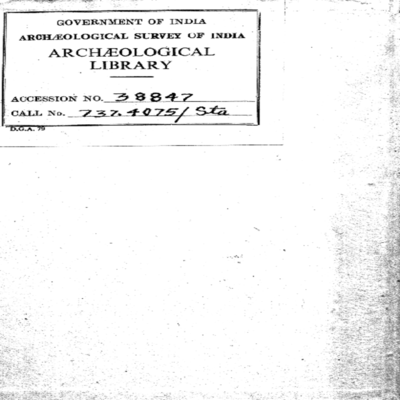 GOVERNMENT OF INDIA
ARCHÆOLOGICAL SURVEY OF INDIA
ARCHÆOLOGICAL
LIBRARY
ACCESSION NO. 38847
CALL No. 737.4075/Sta
D.G.A. 79